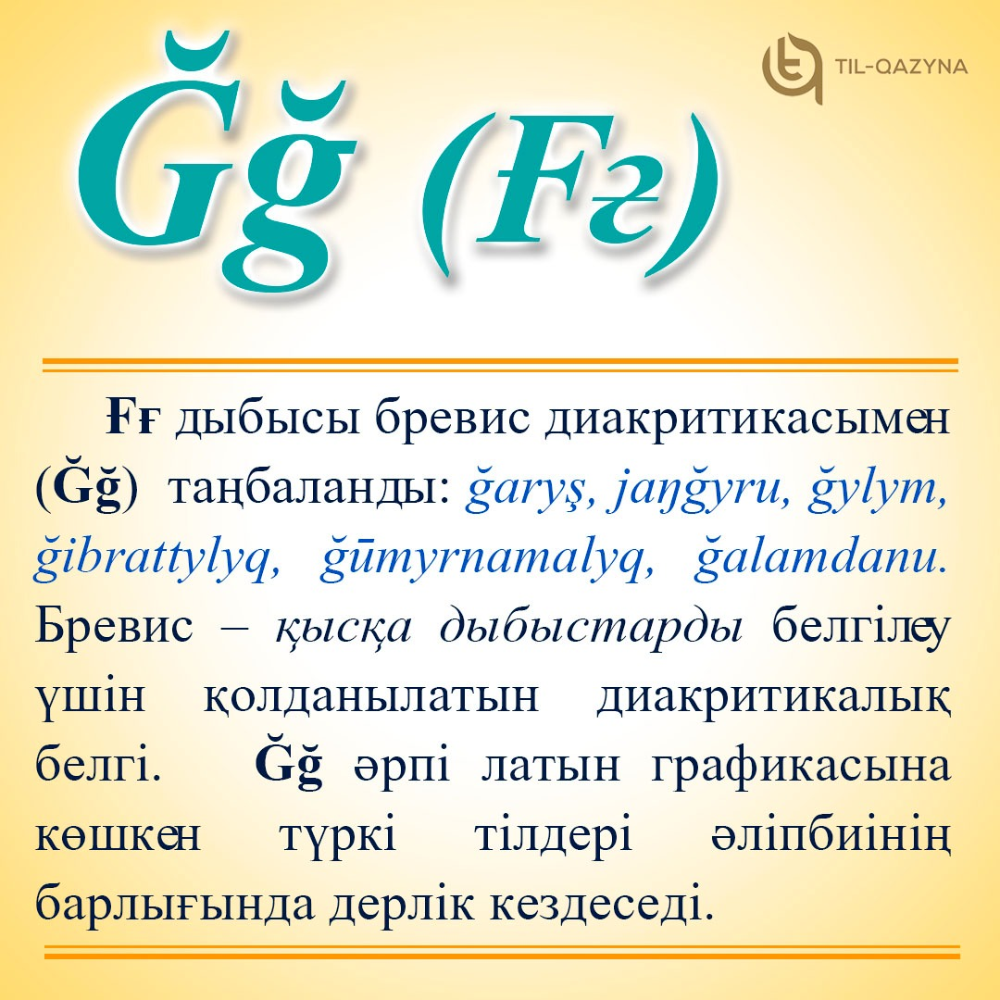 Ğğ (Ғғ)
TIL-QAZYNA
Ғғ дыбысы бревис диакритикасымен
(Ğğ) таңбаланды: ğaryş, jaŋğyru, ğylym,
ğibrattylyq, ğūmyrnamalyq, ğalamdanu.
Бревис – қысқа дыбыстарды белгілеу
үшін қолданылатын диакритикалық
белгі. Ğğ әрпі латын графикасына
көшкен түркі тілдері әліпбиінің
барлығында дерлік кездеседі.